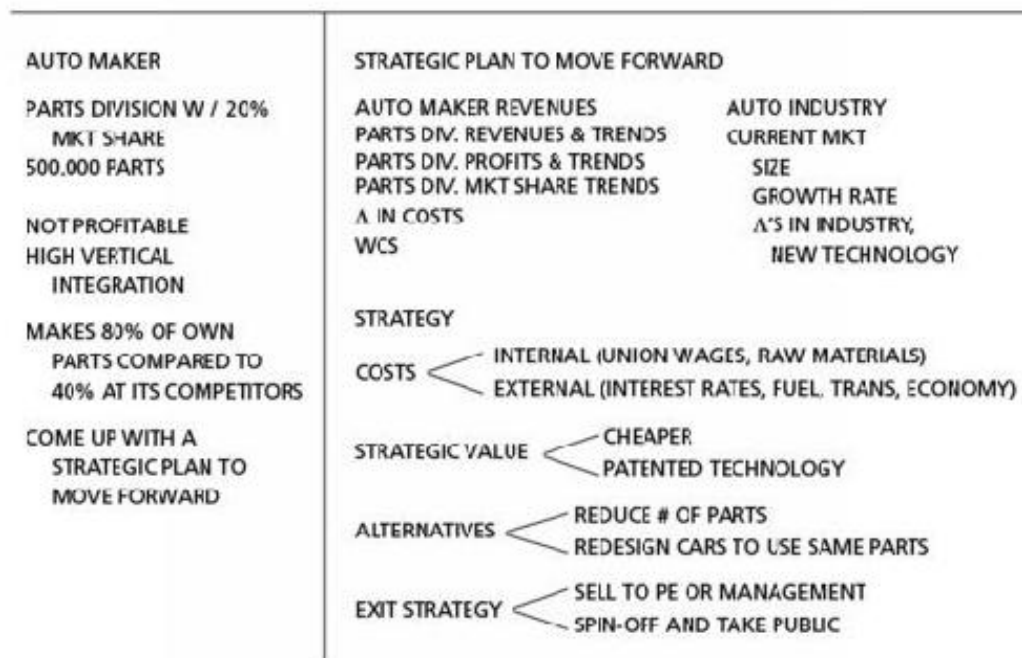 AUTO MAKER
PARTS DIVISION W / 20%
MKT SHARE
500.000 PARTS
NOT PROFITABLE
HIGH VERTICAL
INTEGRATION
MAKES 80% OF OWN
PARTS COMPARED TO
40% AT ITS COMPETITORS
COME UP WITH A
STRATEGIC PLAN TO
MOVE FORWARD
STRATEGIC PLAN TO MOVE FORWARD
AUTO MAKER REVENUES
PARTS DIV. REVENUES & TRENDS
PARTS DIV. PROFITS & TRENDS
PARTS DIV. MKT SHARE TRENDS
Δ IN COSTS
WCS
AUTO INDUSTRY
CURRENT MKT
SIZE
GROWTH RATE
Δ'S IN INDUSTRY,
NEW TECHNOLOGY
STRATEGY
COSTS
INTERNAL (UNION WAGES, RAW MATERIALS)
EXTERNAL (INTEREST RATES, FUEL, TRANS, ECONOMY)
STRATEGIC VALUE
CHEAPER
PATENTED TECHNOLOGY
ALTERNATIVES
REDUCE # OF PARTS
REDESIGN CARS TO USE SAME PARTS
EXIT STRATEGY
SELL TO PE OR MANAGEMENT
SPIN-OFF AND TAKE PUBLIC